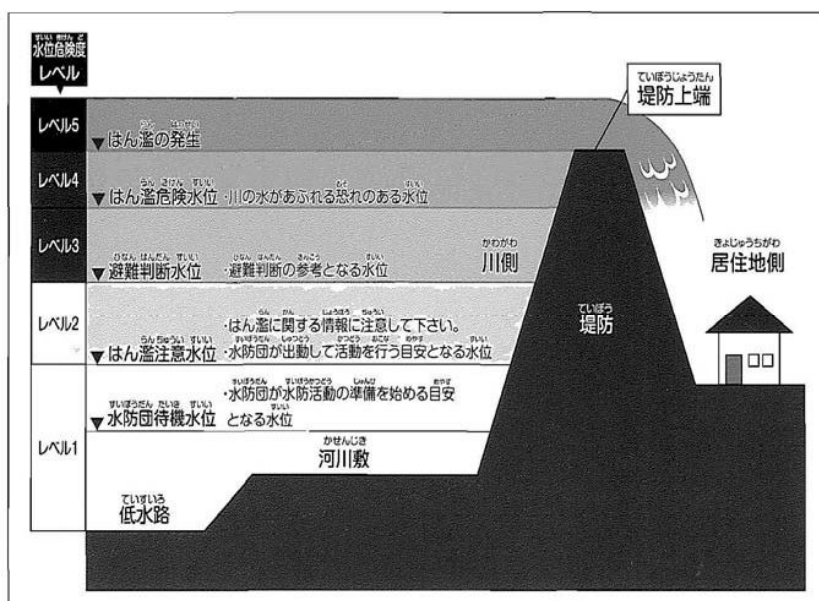 水位危険度
レベル
堤防上端
レベル5
▼はん濫の発生
レベル4
▼はん濫危険水位 ・川の水があふれる恐れのある水位
レベル3
▼避難判断水位 ・避難判断の参考となる水位
川側
居住地側
堤防
レベル2
・はん濫に関する情報に注意して下さい。
▼はん濫注意水位 ・水防団が出動して活動を行う目安となる水位
レベル1
・水防団が水防活動の準備を始める目安
▼水防団待機水位 となる水位
河川敷
低水路